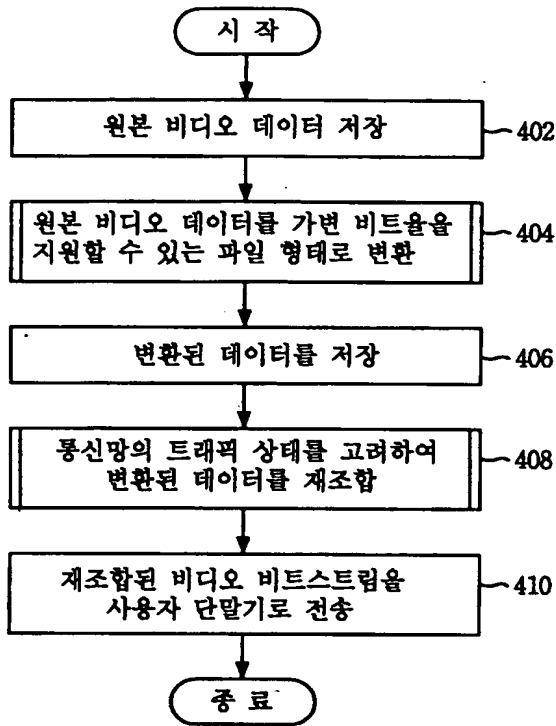 시 작
원본 비디오 데이터 저장
402
원본 비디오 데이터를 가변 비트율을
지원할 수 있는 파일 형태로 변환
404
변환된 데이터를 저장
406
통신망의 트래픽 상태를 고려하여
변환된 데이터를 재조합
408
재조합된 비디오 비트스트림을
사용자 단말기로 전송
410
종 료